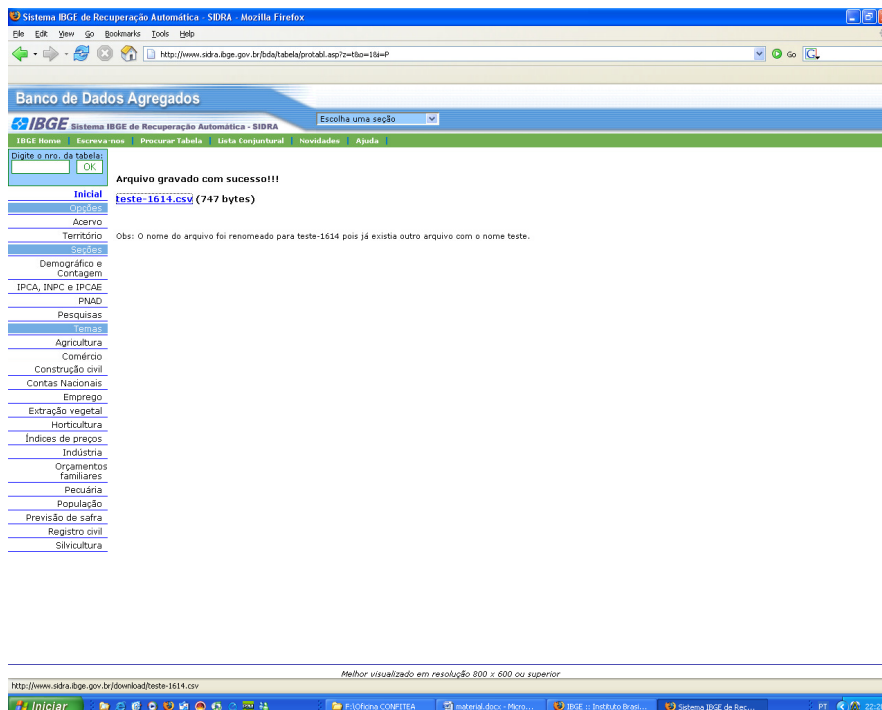 Sistema IBGE de Recuperação Automática - SIDRA - Mozilla Firefox
File Edit View Go Bookmarks Tools Help
http://www.sidra.ibge.gov.br/bda/tabela/protabl.asp?z=t&o=1&i=P
Go
Banco de Dados Agregados
IBGE Sistema IBGE de Recuperação Automática - SIDRA
Escolha uma seção
IBGE Home | Escreva-nos | Procurar Tabela | Lista Conjuntural | Novidades | Ajuda |
Digite o nro. da tabela:
OK
Arquivo gravado com sucesso!!!
Inicial
teste-1614.csv (747 bytes)
Opções
Acervo
Território
Obs: O nome do arquivo foi renomeado para teste-1614 pois já existia outro arquivo com o nome teste.
Seções
Demográfico e
Contagem
IPCA, INPC e IPCAE
PNAD
Pesquisas
Temas
Agricultura
Comércio
Construção civil
Contas Nacionais
Emprego
Extração vegetal
Horticultura
Índices de preços
Indústria
Orçamentos
familiares
Pecuária
População
Previsão de safra
Registro civil
Silvicultura
Melhor visualizado em resolução 800 x 600 ou superior
http://www.sidra.ibge.gov.br/download/teste-1614.csv
Iniciar
F:\Oficina CONFITEA
material.docx - Micro...
IBGE :: Instituto Brasi...
Sistema IBGE de Rec...
PT